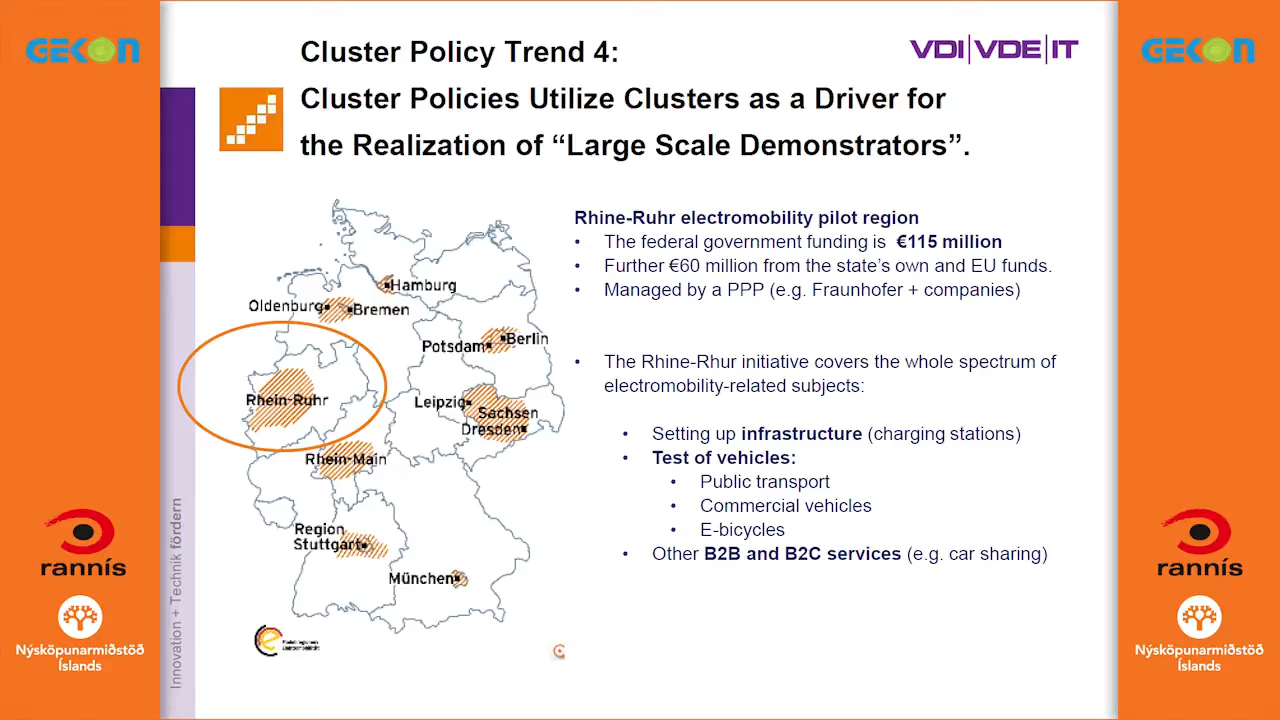 GEKON
Cluster Policy Trend 4:
VDI|VDE|IT
GEKON
Cluster Policies Utilize Clusters as a Driver for
the Realization of “Large Scale Demonstrators”.
Rhine-Ruhr electromobility pilot region
• The federal government funding is €115 million
• Further €60 million from the state’s own and EU funds.
• Managed by a PPP (e.g. Fraunhofer + companies)
• The Rhine-Rhur initiative covers the whole spectrum of
electromobility-related subjects:
• Setting up infrastructure (charging stations)
• Test of vehicles:
• Public transport
• Commercial vehicles
• E-bicycles
• Other B2B and B2C services (e.g. car sharing)
Hamburg
Oldenburg
Bremen
Berlin
Potsdam
Rhein-Ruhr
Leipzig
Sachsen
Dresden
Rhein-Main
Region
Stuttgart
München
Innovation + Technik fördern
rannís
Nýsköpunarmiðstöð
Íslands
rannís
Nýsköpunarmiðstöð
Íslands